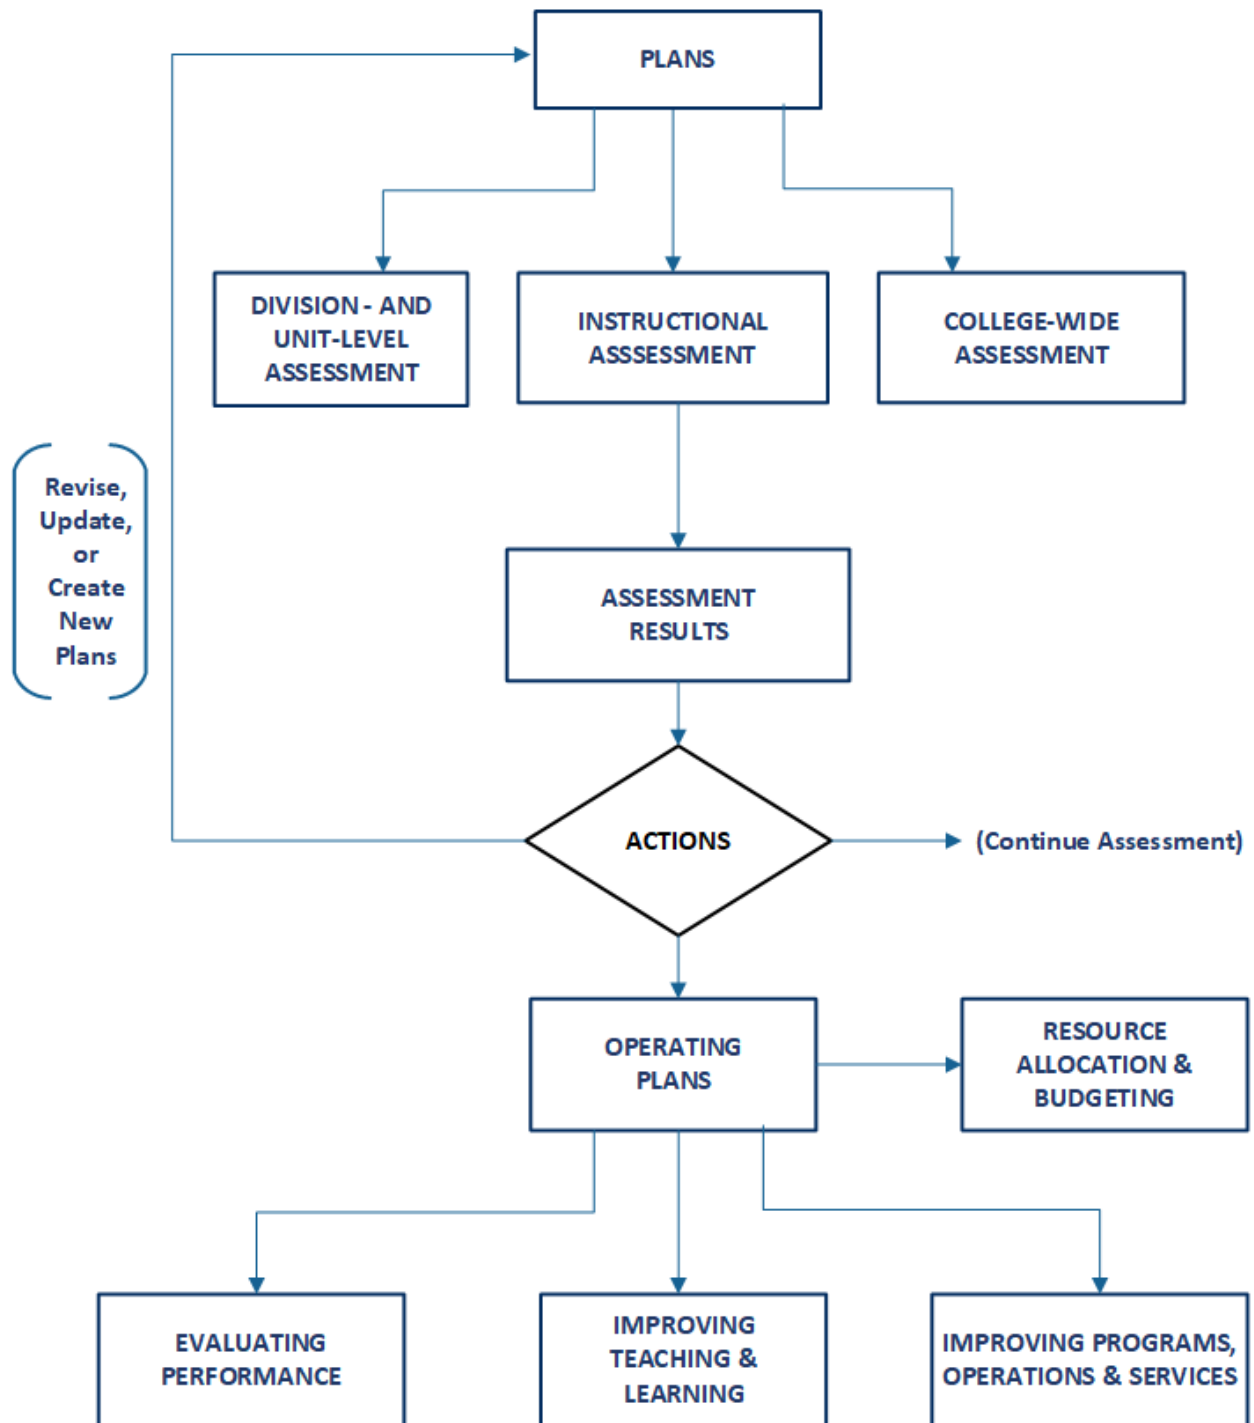 PLANS
DIVISION - AND
UNIT-LEVEL
ASSESSMENT
INSTRUCTIONAL
ASSSESSMENT
COLLEGE-WIDE
ASSESSMENT
Revise,
Update,
or
Create
New
Plans
ASSESSMENT
RESULTS
ACTIONS
(Continue Assessment)
OPERATING
PLANS
RESOURCE
ALLOCATION &
BUDGETING
EVALUATING
PERFORMANCE
IMPROVING
TEACHING &
LEARNING
IMPROVING PROGRAMS,
OPERATIONS & SERVICES